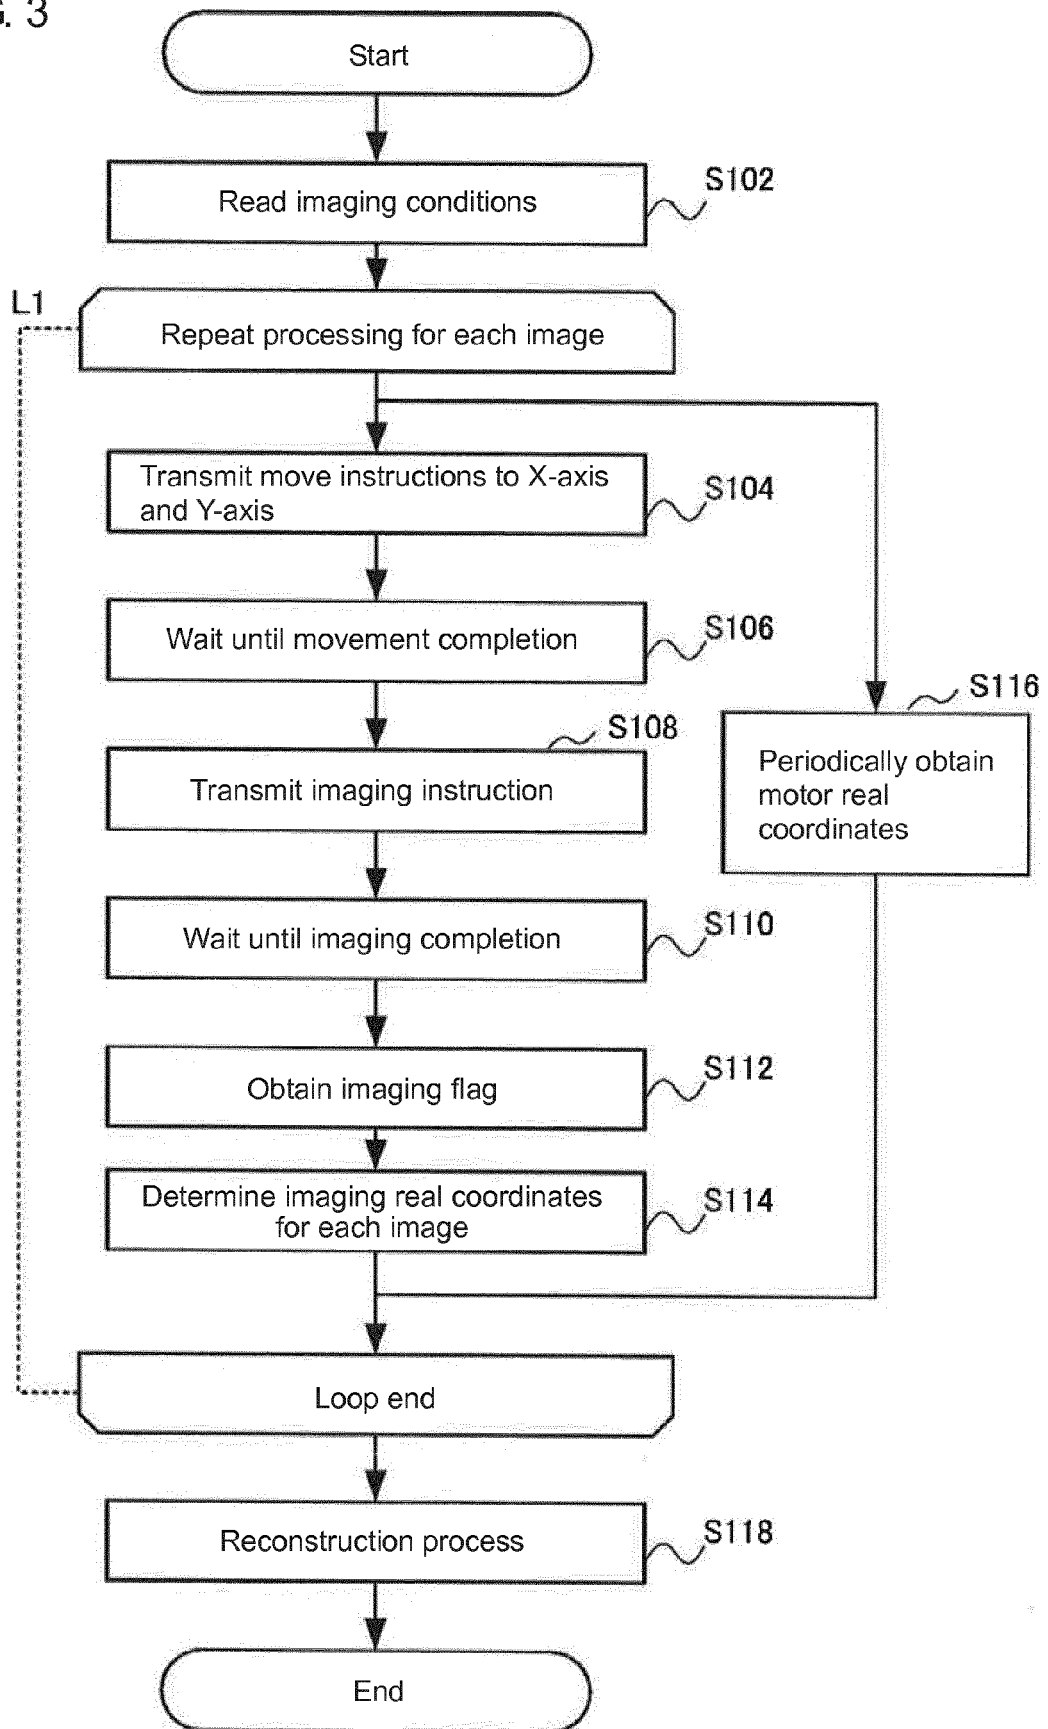 G. 3
Start
Read imaging conditions
S102
L1
Repeat processing for each image
Transmit move instructions to X-axis
and Y-axis
S104
Wait until movement completion
S106
S116
Periodically obtain
motor real
coordinates
S108
Transmit imaging instruction
Wait until imaging completion
S110
Obtain imaging flag
S112
Determine imaging real coordinates
for each image
S114
Loop end
Reconstruction process
S118
End